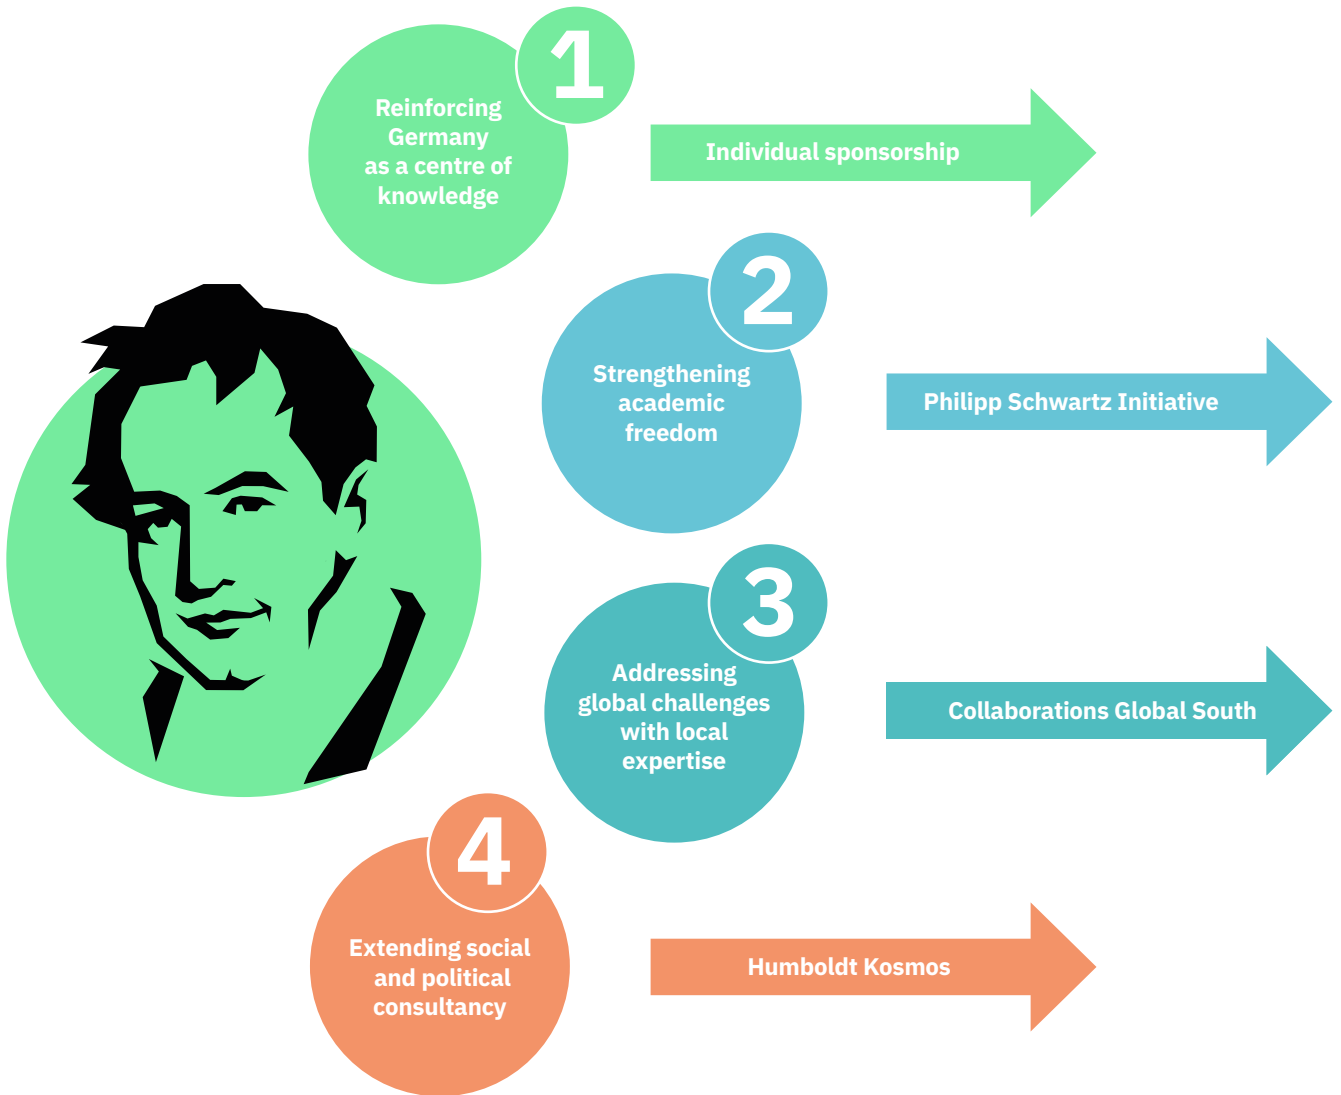 1
Reinforcing
Germany
as a centre of
knowledge
Individual sponsorship
2
Strengthening
academic
freedom
Philipp Schwartz Initiative
3
Addressing
global challenges
with local
expertise
Collaborations Global South
4
Extending social
and political
consultancy
Humboldt Kosmos